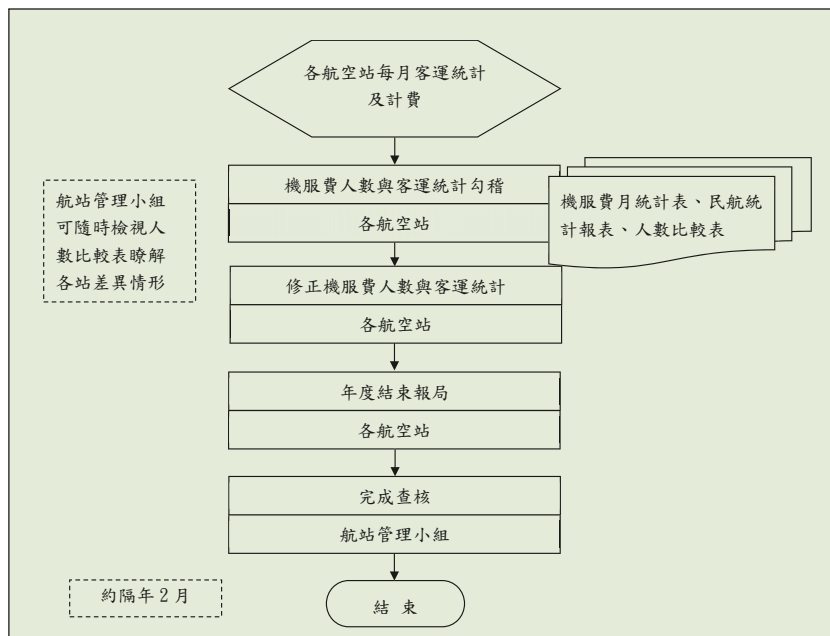 各航空站每月客運統計
及計費
機服費人數與客運統計勾稽
各航空站
機服費月統計表、民航統
計報表、人數比較表
航站管理小組
可隨時檢視人
數比較表瞭解
各站差異情形
修正機服費人數與客運統計
各航空站
年度結束報局
各航空站
完成查核
航站管理小組
約隔年2月
結 束